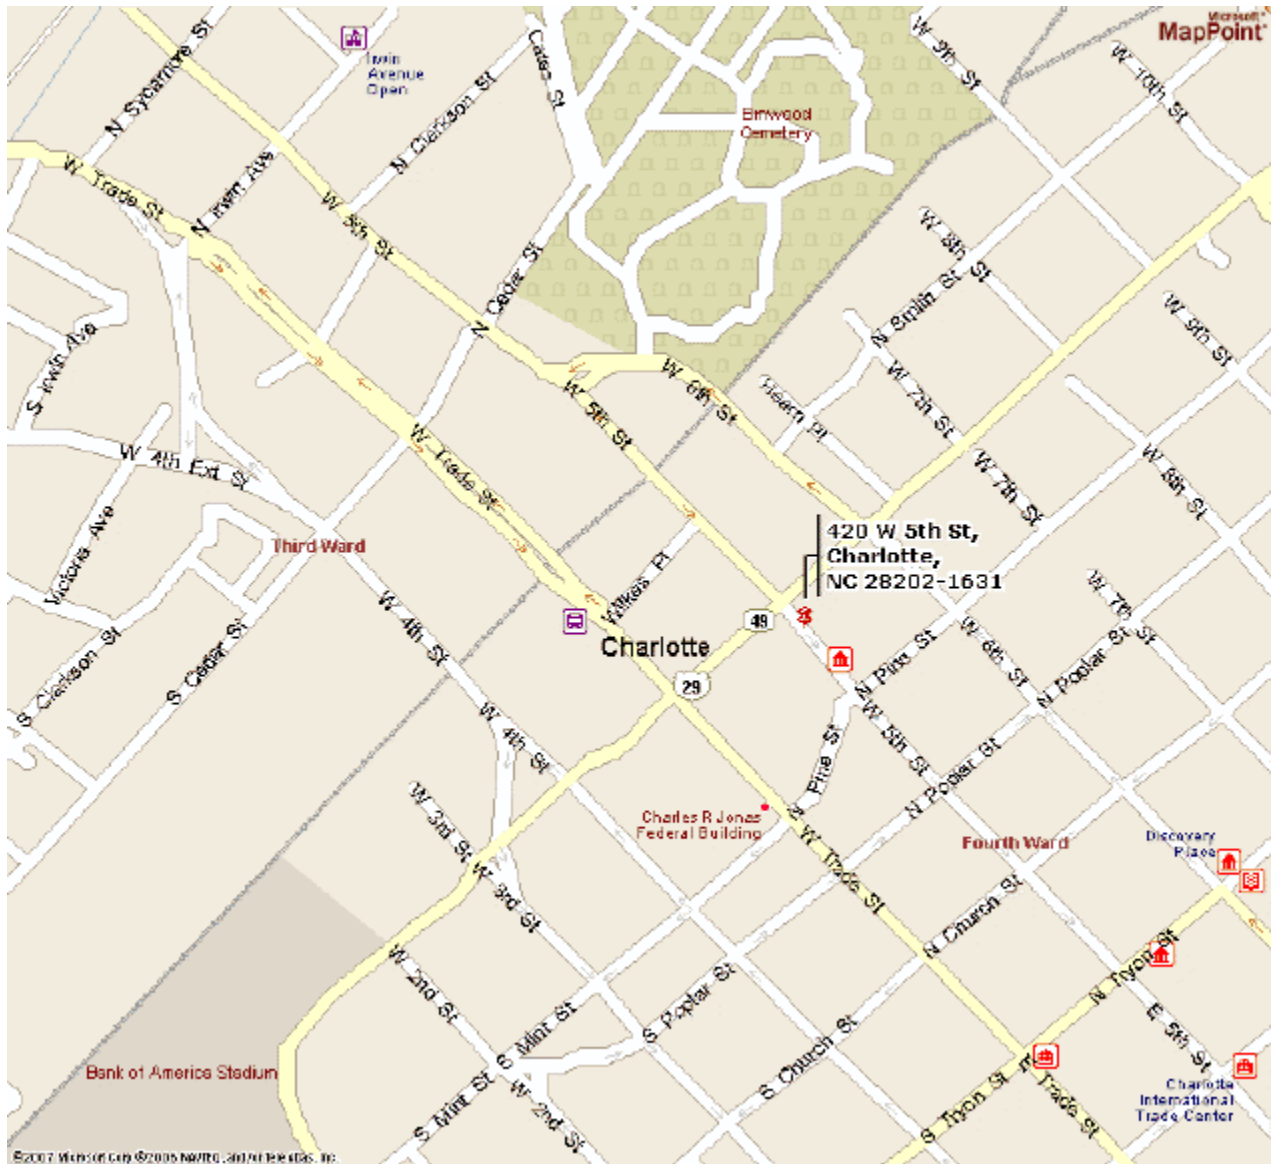 Microsoft
MapPoint
W 9th St
W 10th St
N Sycamore St
Irwin
Avenue
Open
Cates St
N Clarkson St
Elmwood
Cemetery
W Trade St
N Irwin Ave
W 5th St
N Cedar St
W 8th St
N Smith St
W 9th St
S Irwin Ave
W 5th St
W 6th St
Hearn Pl
W 7th St
W 4th Ext St
W Trade St
W 7th St
W 8th St
Victoria Ave
Third Ward
420 W 5th St,
Charlotte,
NC 28202-1631
Wilkes Pl
W 4th St
49
Charlotte
W 7th St
W 6th St
N Poplar St
N Pine St
S Clarkson St
S Cedar St
29
W 4th St
W 5th St
N Pine St
N Poplar St
W 3rd St
Charles R Jonas
Federal Building
W Trade St
Fourth Ward
Discovery
Place
W 3rd St
N Church St
W 2nd St
S Poplar St
N Tryon St
S Mint St
E 5th St
S Church St
Bank of America Stadium
S Mint St
W 2nd St
S Tryon St
E Trade St
Charlotte
International
Trade Center
©2007 Microsoft Corp ©2005 NAVTEQ, and/or Tele Atlas, Inc.